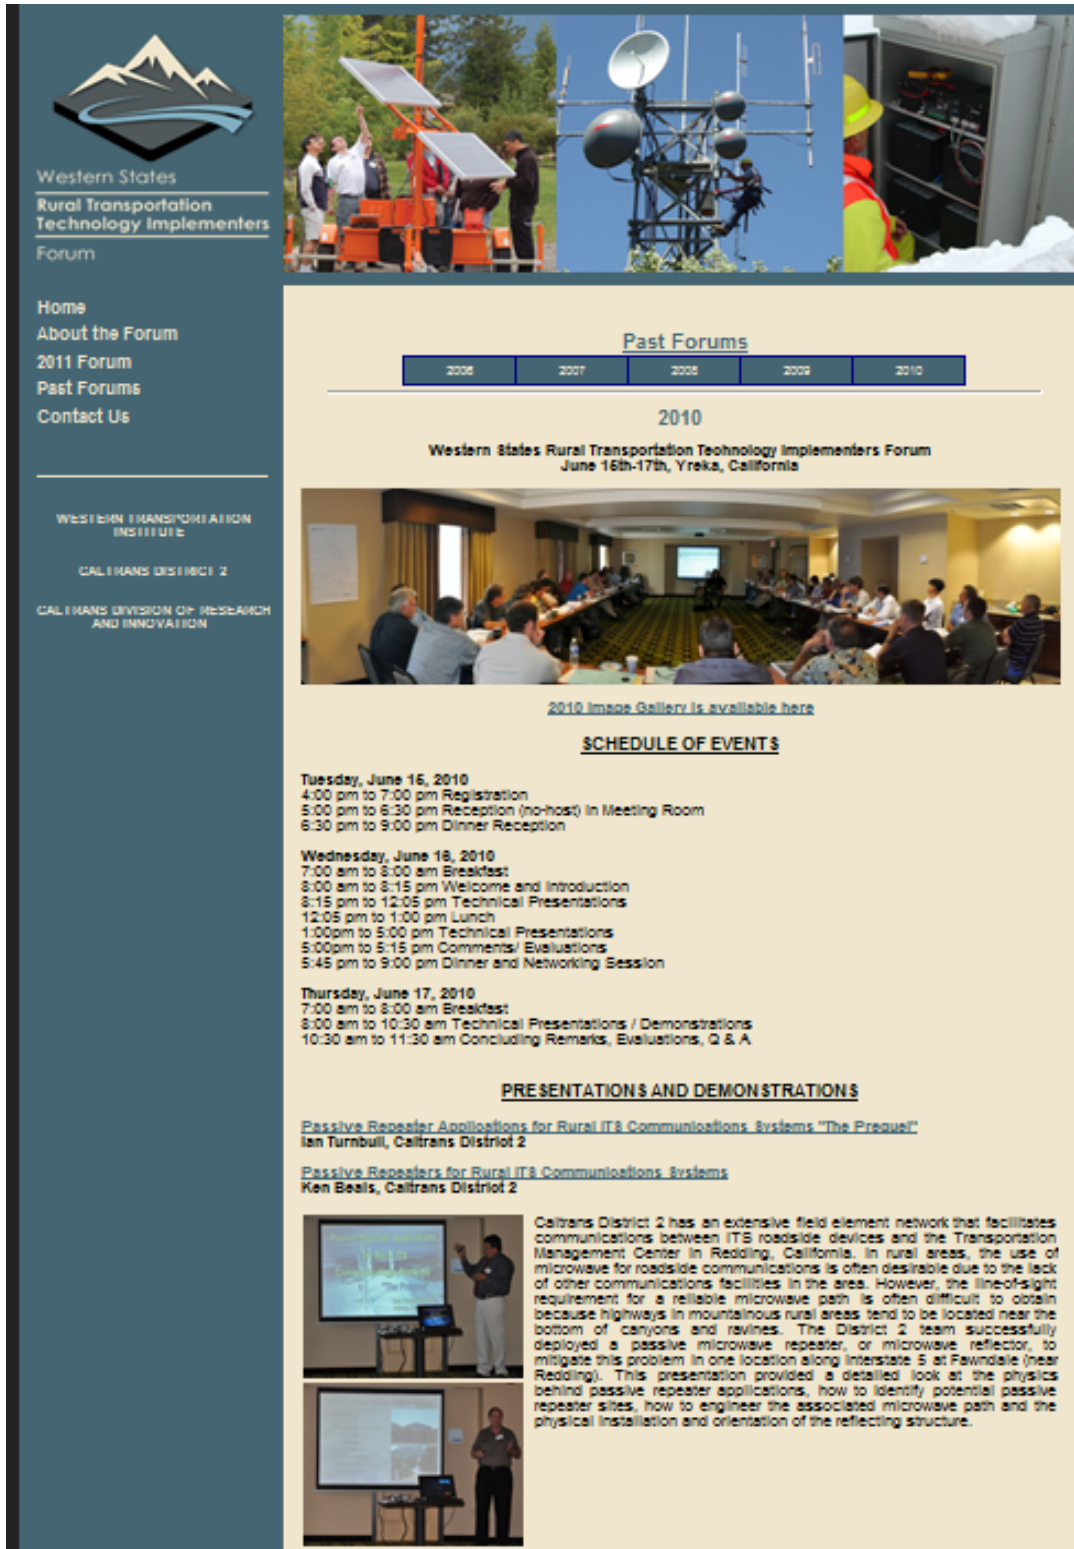 Western States
Rural Transportation
Technology Implementers
Forum
Home
About the Forum
2011 Forum
Past Forums
Contact Us
WESTERN TRANSPORTATION
INSTITUTE
CALTRANS DISTRICT 2
CALTRANS DIVISION OF RESEARCH
AND INNOVATION
Past Forums
2006 2007 2008 2009 2010
2010
Western States Rural Transportation Technology Implementers Forum
June 15th-17th, Yreka, California
2010 Image Gallery is available here
SCHEDULE OF EVENTS
Tuesday, June 15, 2010
4:00 pm to 7:00 pm Registration
5:00 pm to 6:30 pm Reception (no-host) in Meeting Room
6:30 pm to 9:00 pm Dinner Reception
Wednesday, June 16, 2010
7:00 am to 8:00 am Breakfast
8:00 am to 8:15 pm Welcome and Introduction
8:15 pm to 12:05 pm Technical Presentations
12:05 pm to 1:00 pm Lunch
1:00pm to 5:00 pm Technical Presentations
5:00pm to 5:15 pm Comments/ Evaluations
5:45 pm to 9:00 pm Dinner and Networking Session
Thursday, June 17, 2010
7:00 am to 8:00 am Breakfast
8:00 am to 10:30 am Technical Presentations / Demonstrations
10:30 am to 11:30 am Concluding Remarks, Evaluations, Q & A
PRESENTATIONS AND DEMONSTRATIONS
Passive Repeater Applications for Rural ITS Communications Systems "The Prequel"
Ian Turnbull, Caltrans District 2
Passive Repeaters for Rural ITS Communications Systems
Ken Beals, Caltrans District 2
Caltrans District 2 has an extensive field element network that facilitates
communications between ITS roadside devices and the Transportation
Management Center in Redding, California. In rural areas, the use of
microwave for roadside communications is often desirable due to the lack
of other communications facilities in the area. However, the line-of-sight
requirement for a reliable microwave path is often difficult to obtain
because highways in mountainous rural areas tend to be located near the
bottom of canyons and ravines. The District 2 team successfully
deployed a passive microwave repeater, or microwave reflector, to
mitigate this problem in one location along Interstate 5 at Fawndale (near
Redding). This presentation provided a detailed look at the physics
behind passive repeater applications, how to identify potential passive
repeater sites, how to engineer the associated microwave path and the
physical installation and orientation of the reflecting structure.